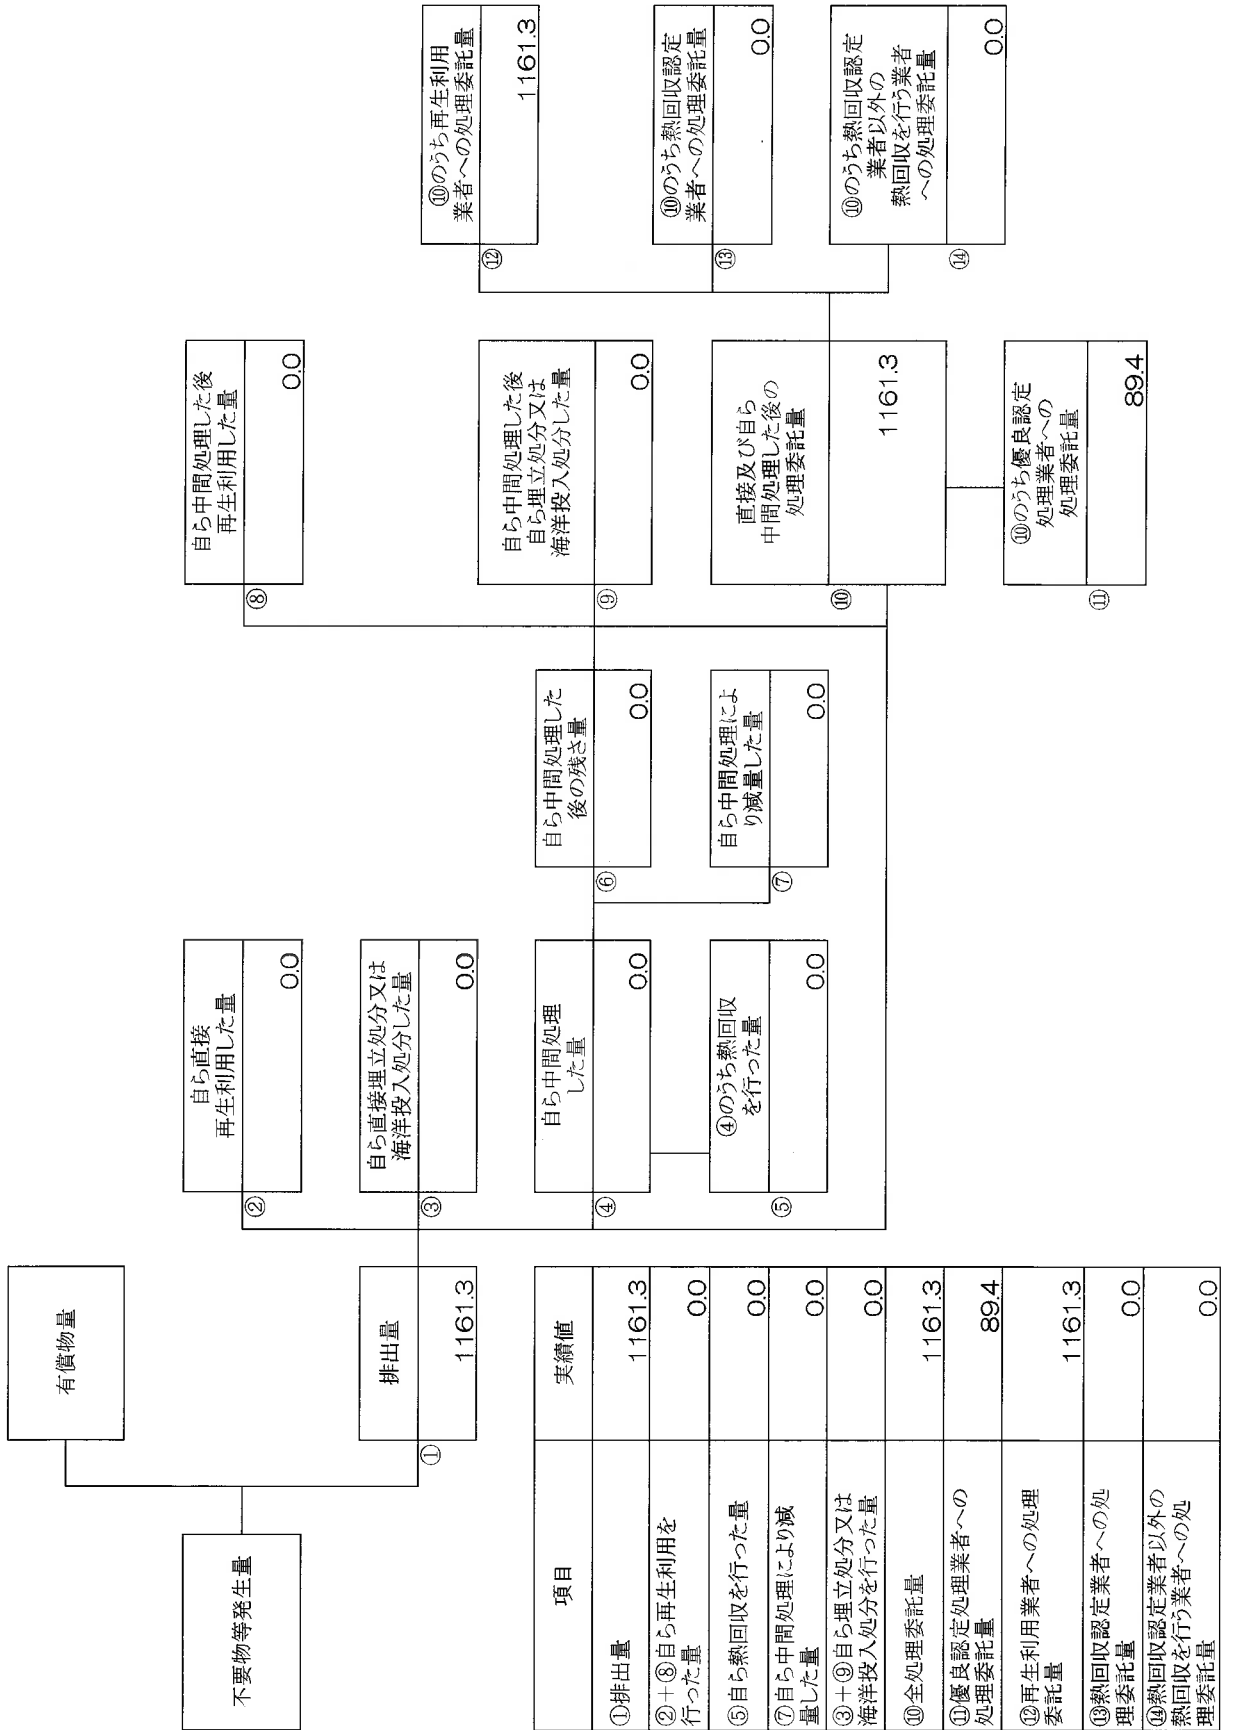 有償物量
不要物等発生量
排出量
①
1161.3
自ら直接
再生利用した量
②
0.0
自ら直接埋立処分又は
海洋投入処分した量
③
0.0
自ら中間処理
した量
④
0.0
④のうち熱回収
を行った量
⑤
0.0
自ら中間処理した
後の残さ量
⑥
0.0
自ら中間処理によ
り減量した量
⑦
0.0
自ら中間処理した後
再生利用した量
⑧
0.0
自ら中間処理した後
自ら埋立処分又は
海洋投入処分した量
⑨
0.0
直接及び自ら
中間処理した後の
処理委託量
⑩
1161.3
⑩のうち優良認定
処理業者への
処理委託量
⑪
89.4
⑩のうち再生利用
業者への処理委託量
⑫
1161.3
⑩のうち熱回収認定
業者への処理委託量
⑬
0.0
⑩のうち熱回収認定
業者以外の
熱回収を行う業者
への処理委託量
⑭
0.0
項目 実績値
①排出量 1161.3
②+⑧自ら再生利用を
行った量 0.0
⑤自ら熱回収を行った量 0.0
⑦自ら中間処理により減
量した量 0.0
③+⑨自ら埋立処分又は
海洋投入処分を行った量 0.0
⑩全処理委託量 1161.3
⑪優良認定処理業者への
処理委託量 89.4
⑫再生利用業者への処理
委託量 1161.3
⑬熱回収認定業者への処
理委託量 0.0
⑭熱回収認定業者以外の
熱回収を行う業者への処
理委託量 0.0